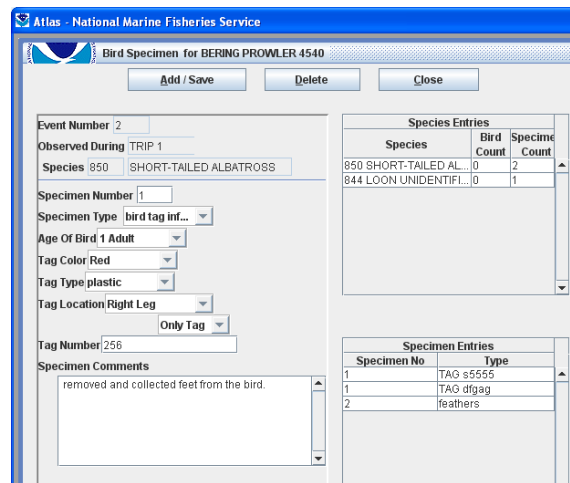 Atlas - National Marine Fisheries Service
Bird Specimen for BERING PROWLER 4540
Add / Save Delete Close
Event Number 2
Observed During TRIP 1
Species 850 SHORT-TAILED ALBATROSS
Specimen Number 1
Specimen Type bird tag inf...
Age Of Bird 1 Adult
Tag Color Red
Tag Type plastic
Tag Location Right Leg
Only Tag
Tag Number 256
Specimen Comments
removed and collected feet from the bird.
Species Entries
Species Bird Count Specime Count
850 SHORT-TAILED AL... 0 2
844 LOON UNIDENTIFI... 0 1
Specimen Entries
Specimen No Type
1 TAG s5555
1 TAG dfgag
2 feathers